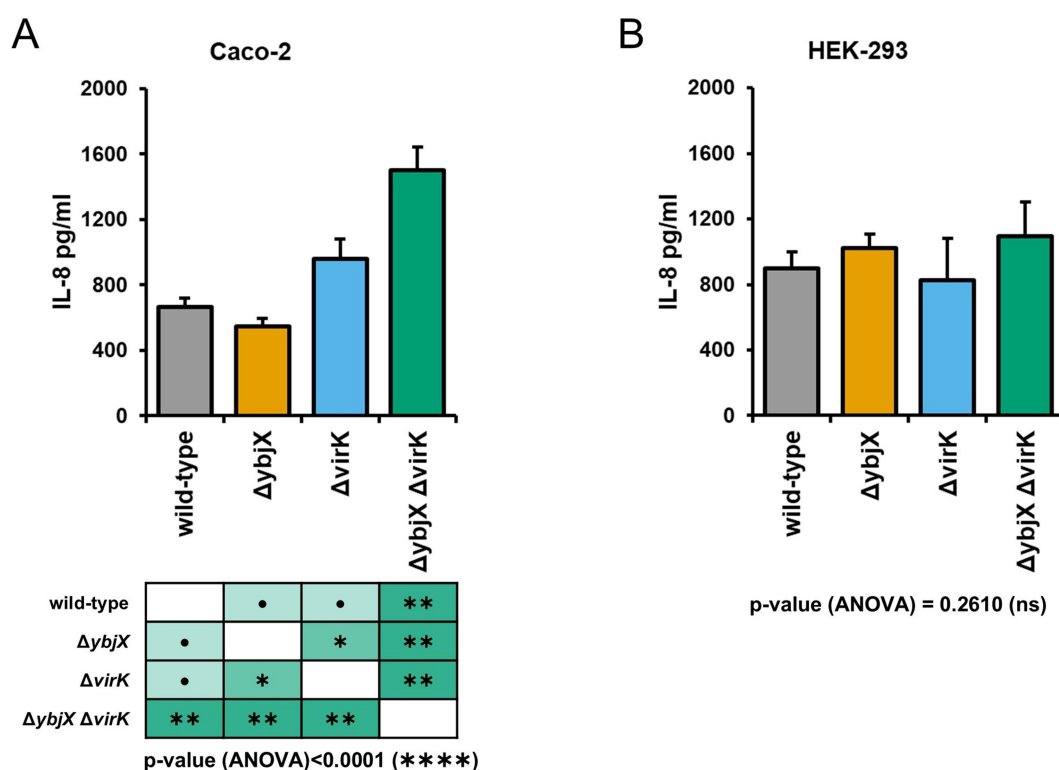 A
Caco-2
IL-8 pg/ml
2000
1600
1200
800
400
0
wild-type
ΔybjX
ΔvirK
ΔybjX ΔvirK
wild-type • • **
ΔybjX • * **
ΔvirK • * **
ΔybjX ΔvirK ** ** **
p-value (ANOVA)<0.0001 (****)
B
HEK-293
IL-8 pg/ml
2000
1600
1200
800
400
0
wild-type
ΔybjX
ΔvirK
ΔybjX ΔvirK
p-value (ANOVA) = 0.2610 (ns)